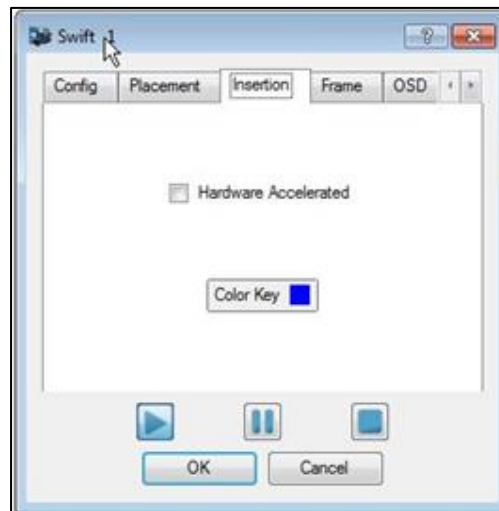 Swift 1
Config Placement Insertion Frame OSD
Hardware Accelerated
Color Key
OK Cancel